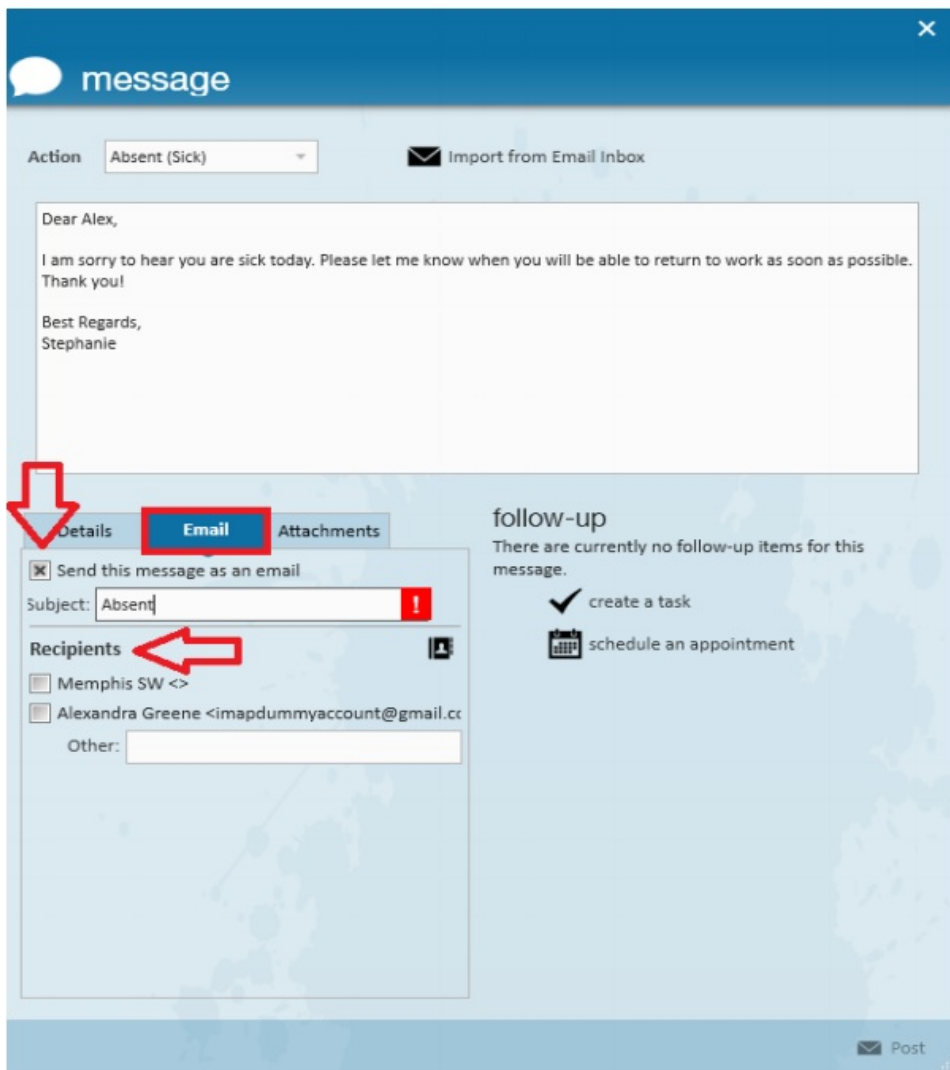 message
Action Absent (Sick) Import from Email Inbox
Dear Alex,
I am sorry to hear you are sick today. Please let me know when you will be able to return to work as soon as possible.
Thank you!
Best Regards,
Stephanie
Details Email Attachments
Send this message as an email
Subject: Absent !
Recipients
Memphis SW <>
Alexandra Greene <imapdummyaccount@gmail.cc
Other:
follow-up
There are currently no follow-up items for this
message.
create a task
schedule an appointment
Post